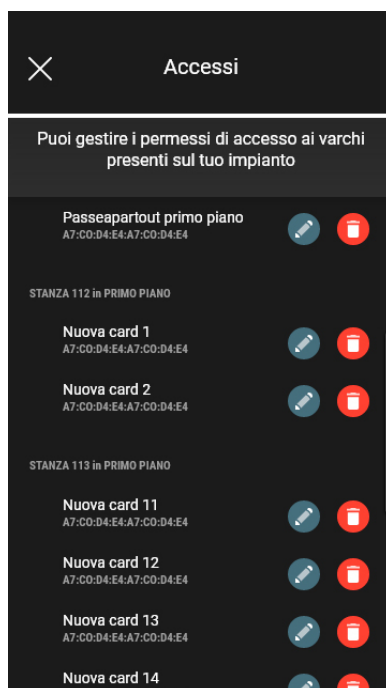 Accessi
Puoi gestire i permessi di accesso ai varchi
presenti sul tuo impianto
Passeapartout primo piano
A7:C0:D4:E4:A7:C0:D4:E4
STANZA 112 in PRIMO PIANO
Nuova card 1
A7:C0:D4:E4:A7:C0:D4:E4
Nuova card 2
A7:C0:D4:E4:A7:C0:D4:E4
STANZA 113 in PRIMO PIANO
Nuova card 11
A7:C0:D4:E4:A7:C0:D4:E4
Nuova card 12
A7:C0:D4:E4:A7:C0:D4:E4
Nuova card 13
A7:C0:D4:E4:A7:C0:D4:E4
Nuova card 14